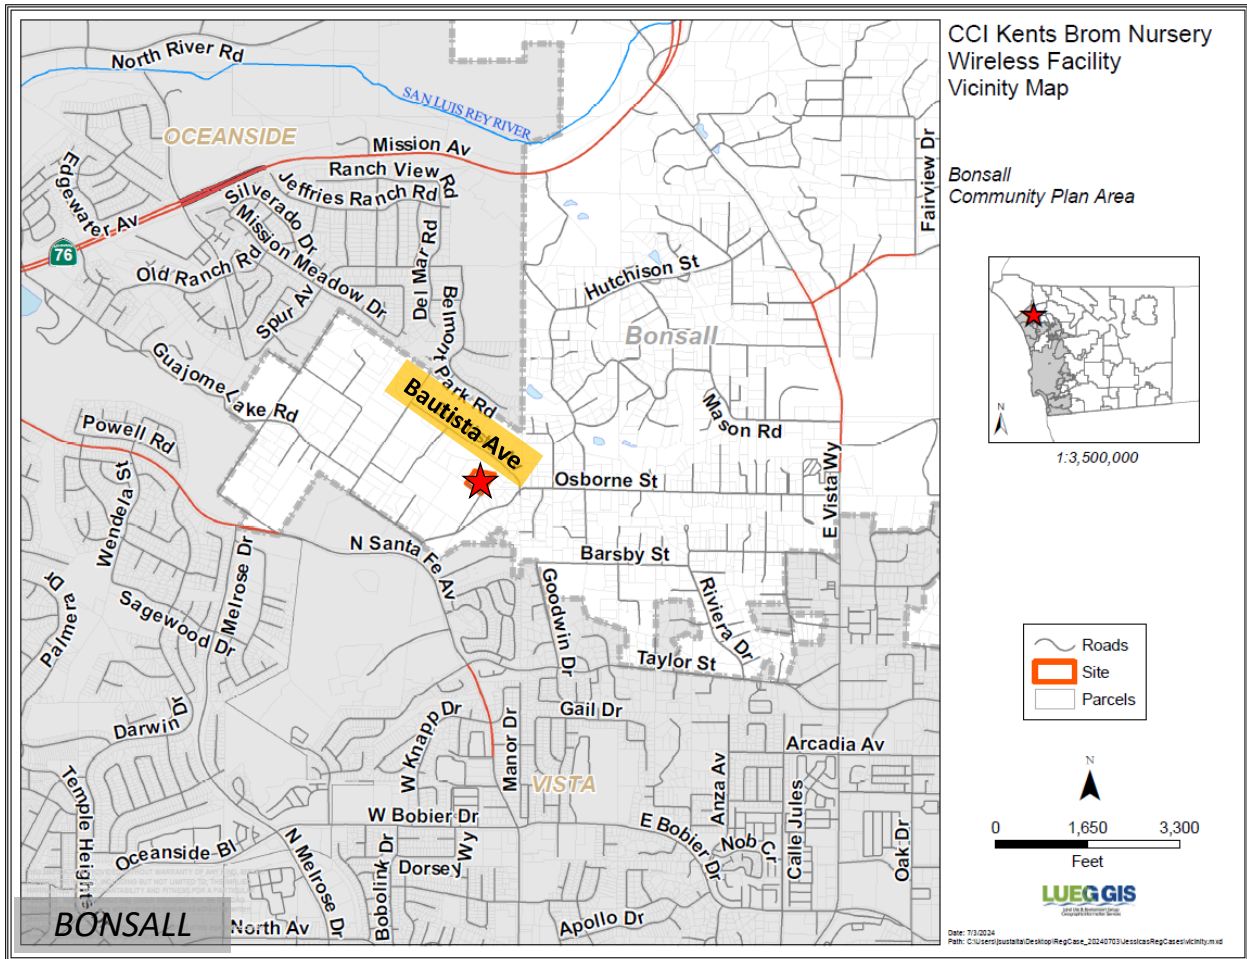 CCI Kents Brom Nursery
Wireless Facility
Vicinity Map
Bonsall
Community Plan Area
N
1:3,500,000
Roads
Site
Parcels
N
0 1,650 3,300
Feet
LUEG GIS
Date: 7/3/2024
North River Rd
SAN LUIS REY RIVER
OCEANSIDE
Mission Av
Ranch View Rd
Jeffries Ranch Rd
Edgewater Av
Silverado Dr
Mission Meadow Dr
76
Old Ranch Rd
Spur Av
Del Mar Rd
Belmont Park Rd
Fairview Dr
Hutchison St
Bonsall
Guajome Lake Rd
Bautista Ave
Mason Rd
Powell Rd
Wendela St
Osborne St
E Vista Wy
N Santa Fe Av
Barsby St
Melrose Dr
Palmera Dr
Sagewood Dr
Goodwin Dr
Riviera Dr
Taylor St
Darwin Dr
W Knapp Dr
Manor Dr
Gail Dr
Arcadia Av
VISTA
Anza Av
Calle Jules
Temple Heights
W Bobier Dr
E Bobier Dr
Nob Cr
Oak Dr
Oceanside Bl
N Melrose Dr
Bobolink Dr
Dorsey Wy
Apollo Dr
North Av
BONSALL